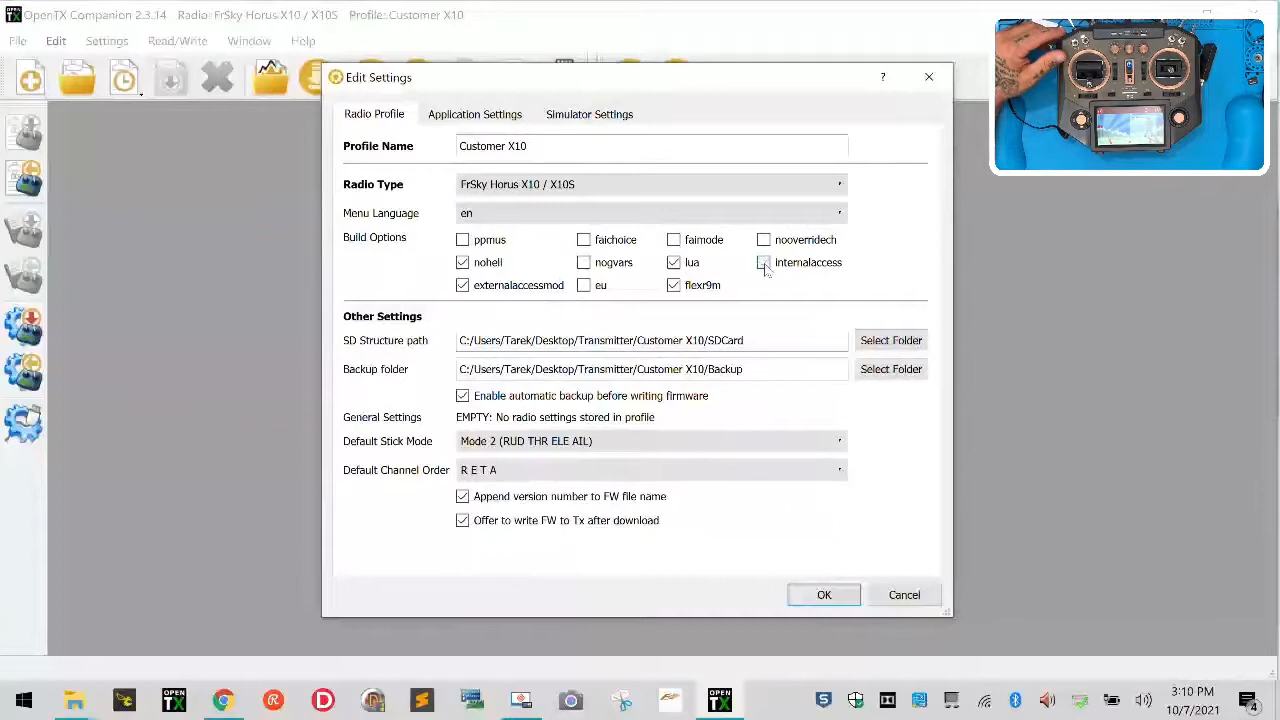 OpenTX Companion 2.3.14 - Radio: FrSky Horus X10 / X10S Profile: Customer X10
File Edit Settings Read/Write Window Help
Edit Settings ?
Radio Profile Application Settings Simulator Settings
Profile Name Customer X10
Radio Type FrSky Horus X10 / X10S
Menu Language en
Build Options ppmus faichoice faimode nooverridech
noheli nogvars lua internalaccess
externalaccessmod eu flexr9m
Other Settings
SD Structure path C:/Users/Tarek/Desktop/Transmitter/Customer X10/SDCard Select Folder
Backup folder C:/Users/Tarek/Desktop/Transmitter/Customer X10/Backup Select Folder
Enable automatic backup before writing firmware
General Settings EMPTY: No radio settings stored in profile
Default Stick Mode Mode 2 (RUD THR ELE AIL)
Default Channel Order R E T A
Append version number to FW file name
Offer to write FW to Tx after download
OK Cancel
OPEN TX
OPEN TX
3:10 PM
10/7/2021
4